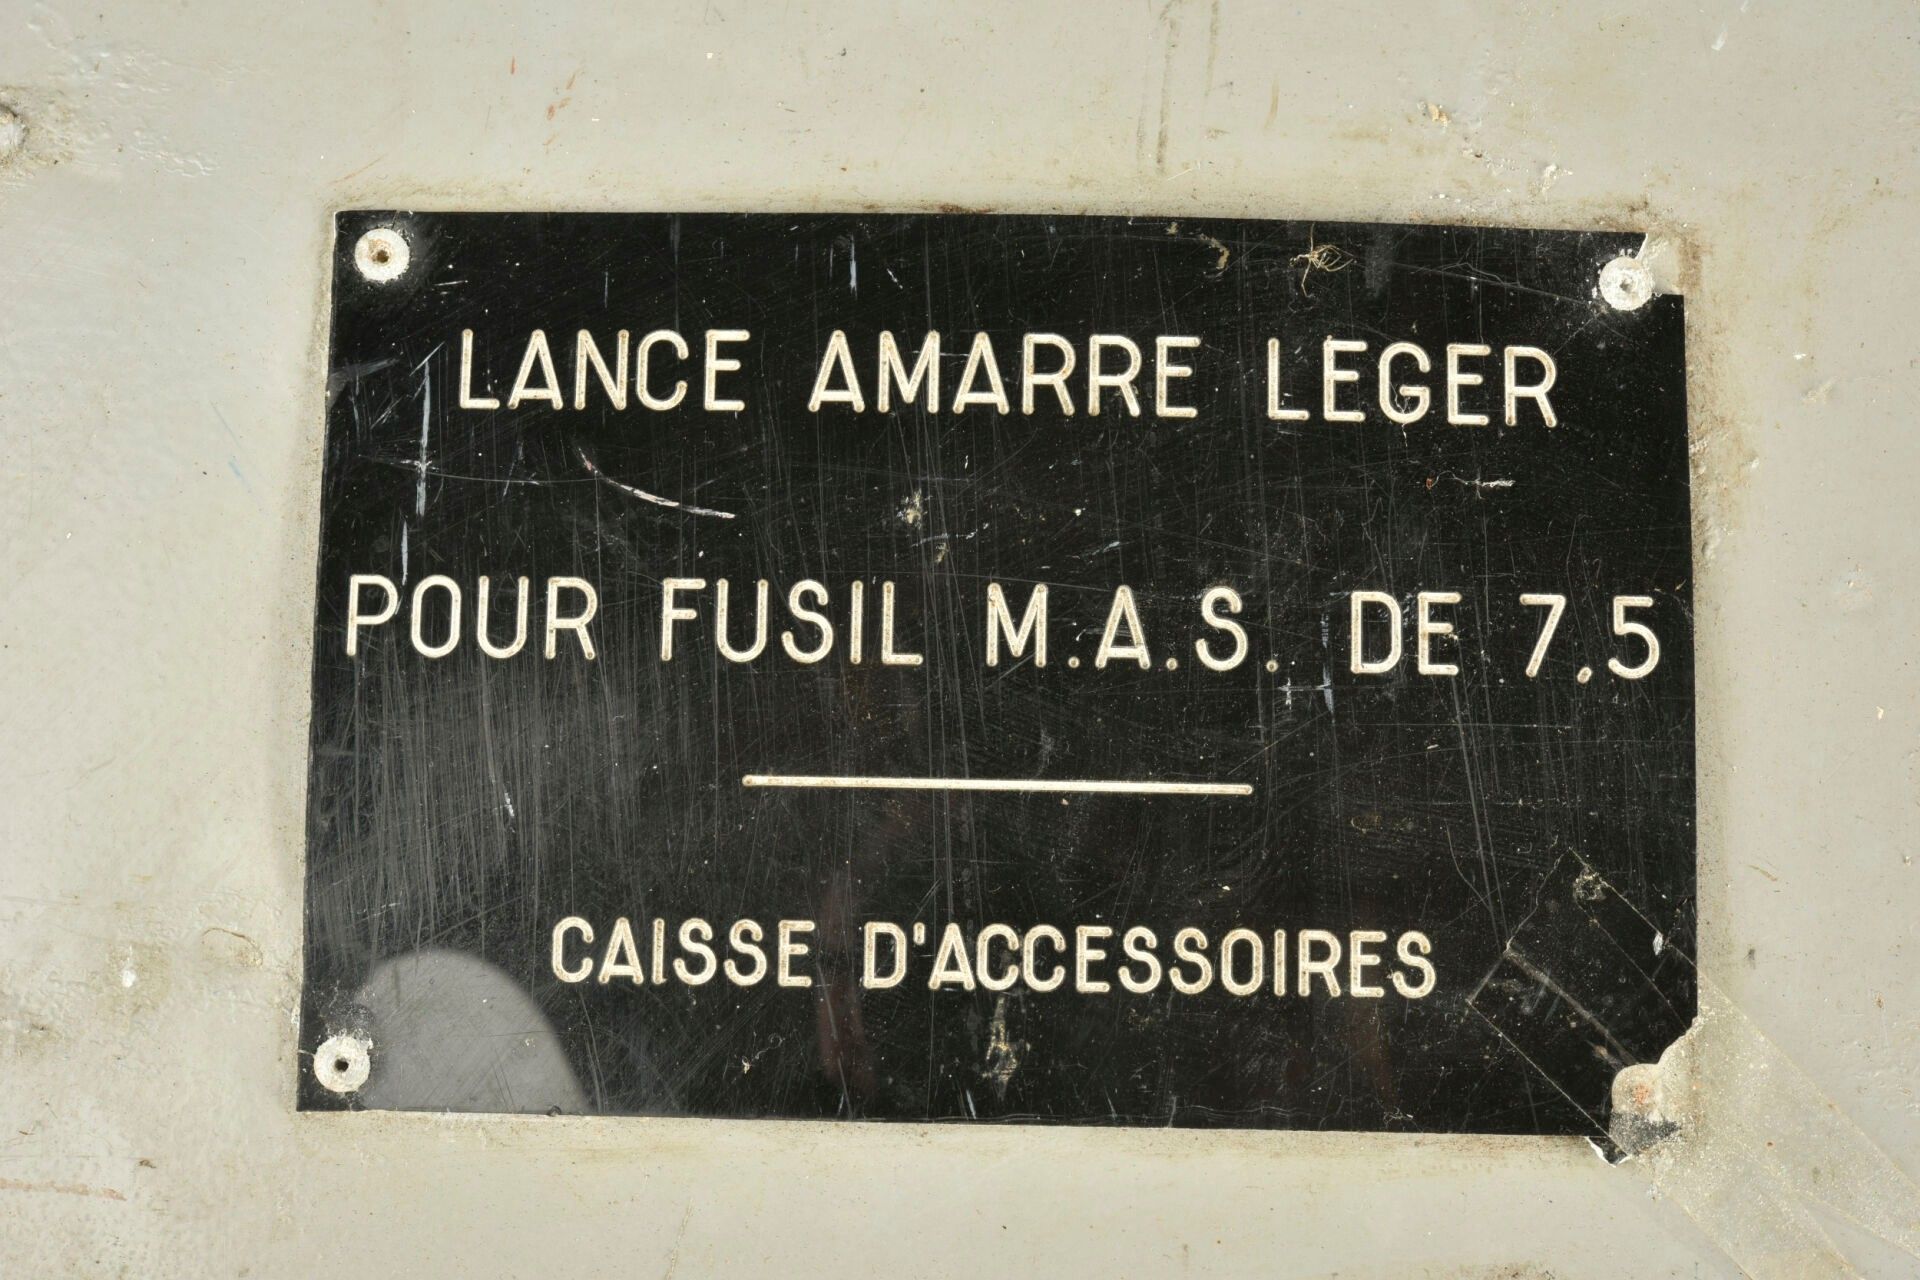 LANCE AMARRE LEGER
POUR FUSIL M.A.S. DE 7,5
CAISSE D'ACCESSOIRES